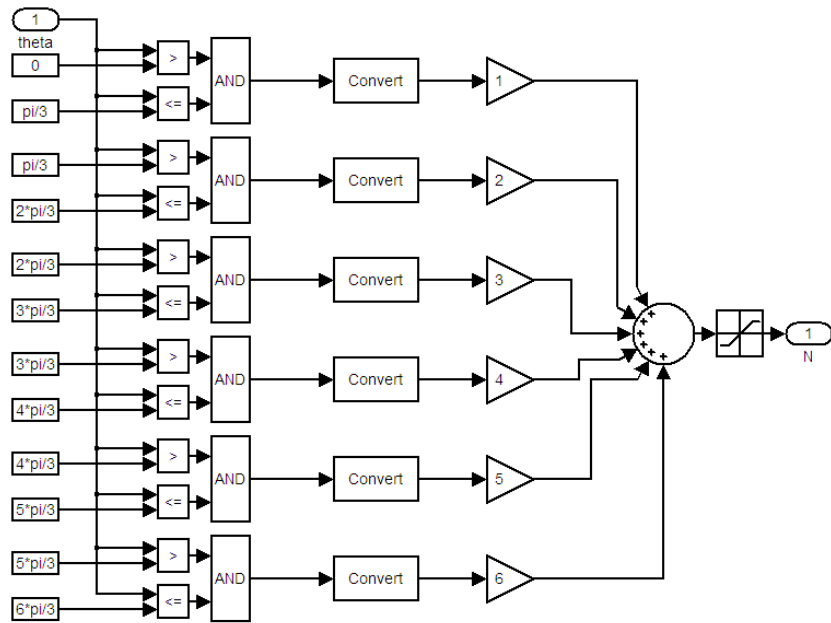 1
theta
0
>
<=
AND
Convert
1
pi/3
pi/3
>
<=
AND
Convert
2
2*pi/3
2*pi/3
>
<=
AND
Convert
3
3*pi/3
3*pi/3
>
<=
AND
Convert
4
4*pi/3
4*pi/3
>
<=
AND
Convert
5
5*pi/3
5*pi/3
>
<=
AND
Convert
6
6*pi/3
+
+
+
+
+
+
1
N